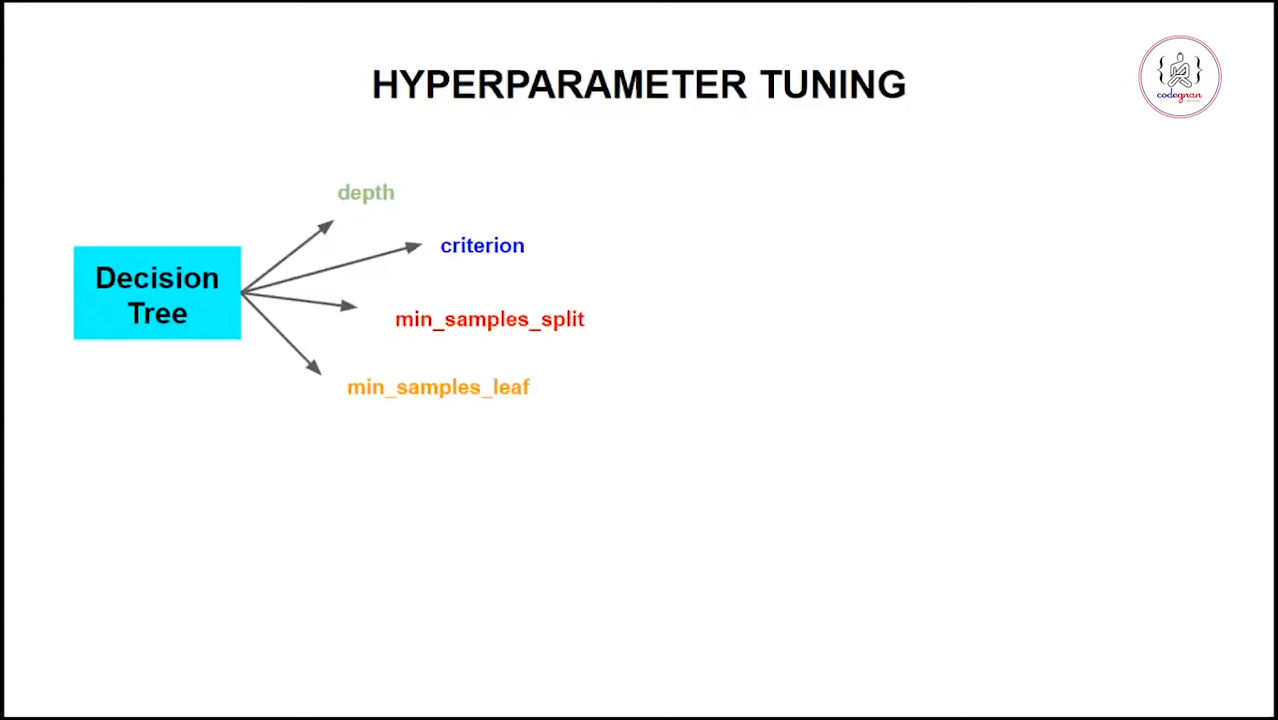 HYPERPARAMETER TUNING
codegnan
depth
criterion
Decision
Tree
min_samples_split
min_samples_leaf